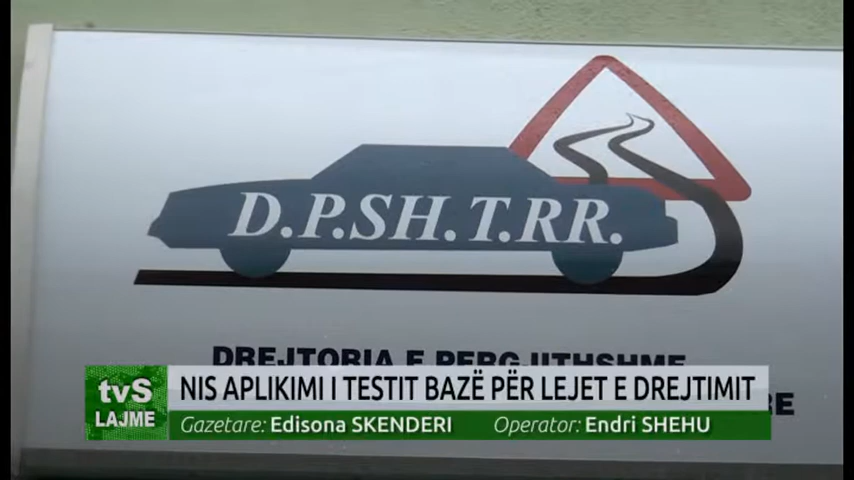 D.P.SH.T.RR.
DREJTORIA E PERGJITHSHME
tvS
LAJME
NIS APLIKIMI I TESTIT BAZË PËR LEJET E DREJTIMIT
Gazetare: Edisona SKENDERI Operator: Endri SHEHU